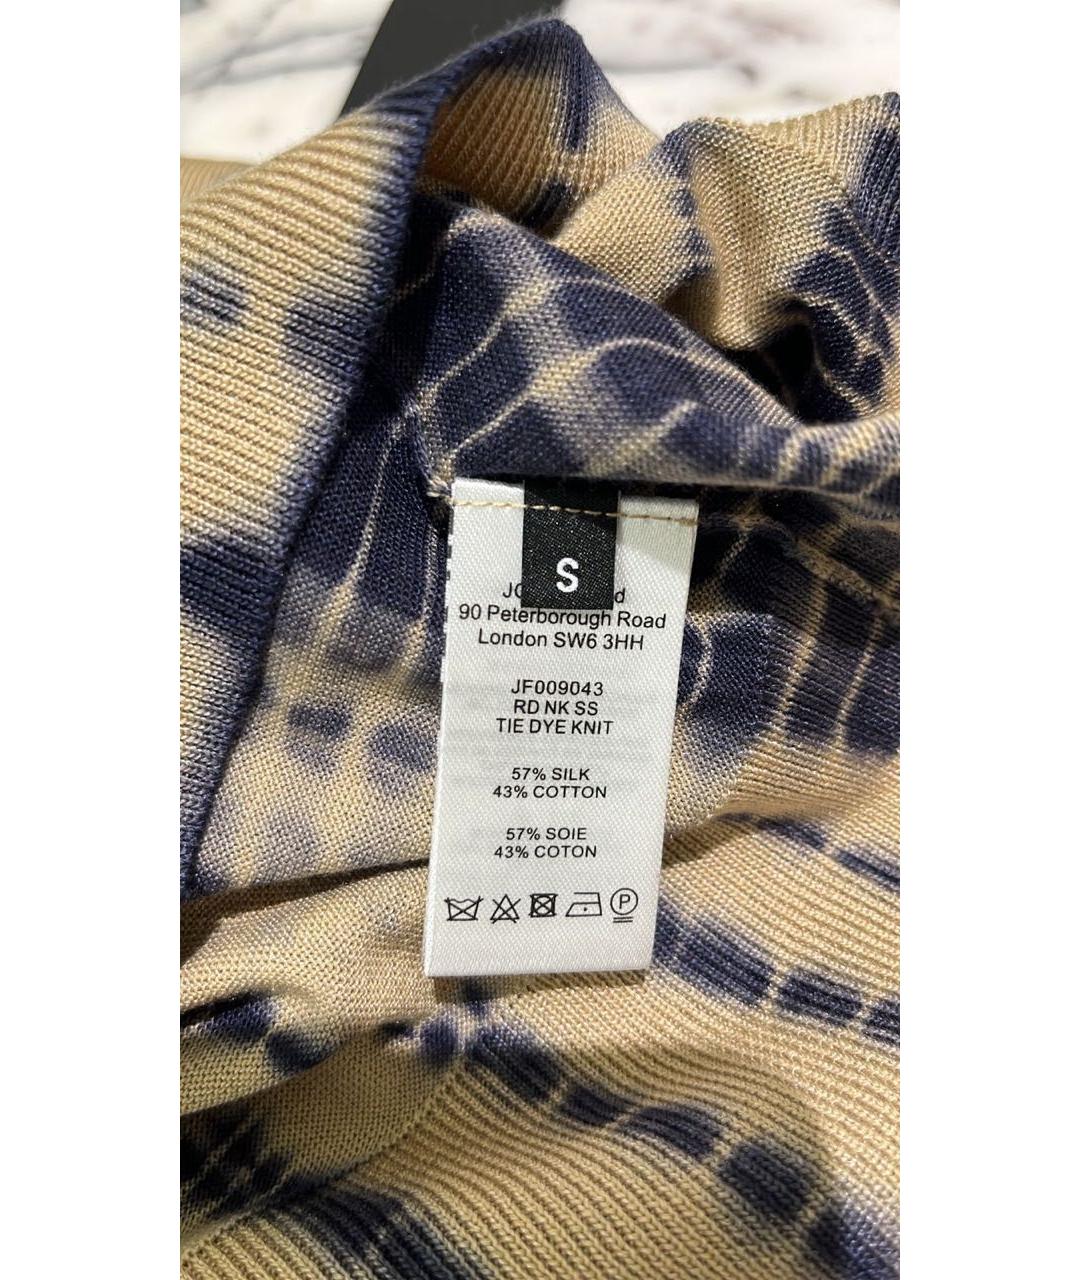 S
90 Peterborough Road
London SW6 3HH
JF009043
RD NK SS
TIE DYE KNIT
57% SILK
43% COTTON
57% SOIE
43% COTON
P